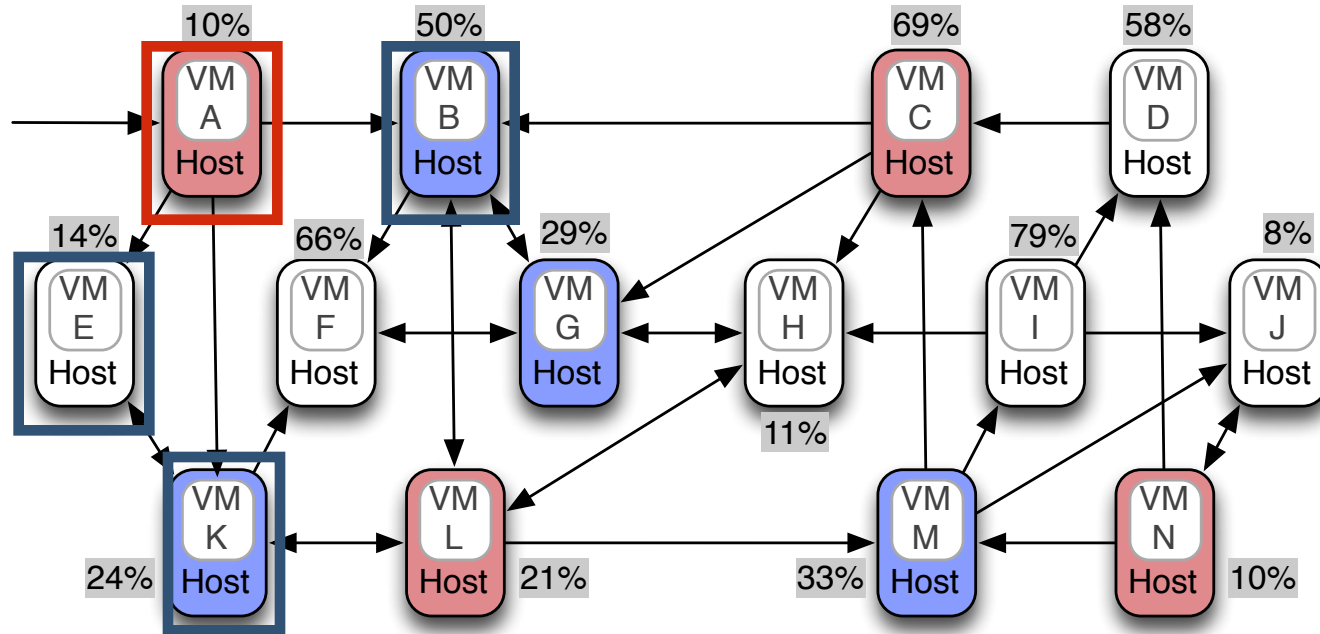 10%
50%
69%
58%
VM
A
Host
VM
B
Host
VM
C
Host
VM
D
Host
14%
66%
29%
79%
8%
VM
E
Host
VM
F
Host
VM
G
Host
VM
H
Host
VM
I
Host
VM
J
Host
11%
VM
K
Host
VM
L
Host
VM
M
Host
VM
N
Host
24%
21%
33%
10%